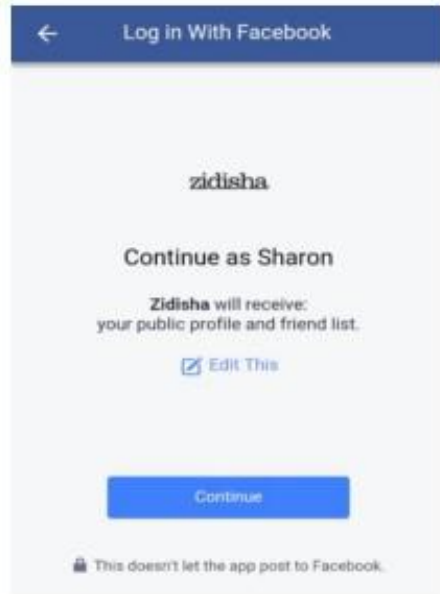 Log in With Facebook
zidisha
Continue as Sharon
Zidisha will receive:
your public profile and friend list.
Edit This
Continue
This doesn't let the app post to Facebook.